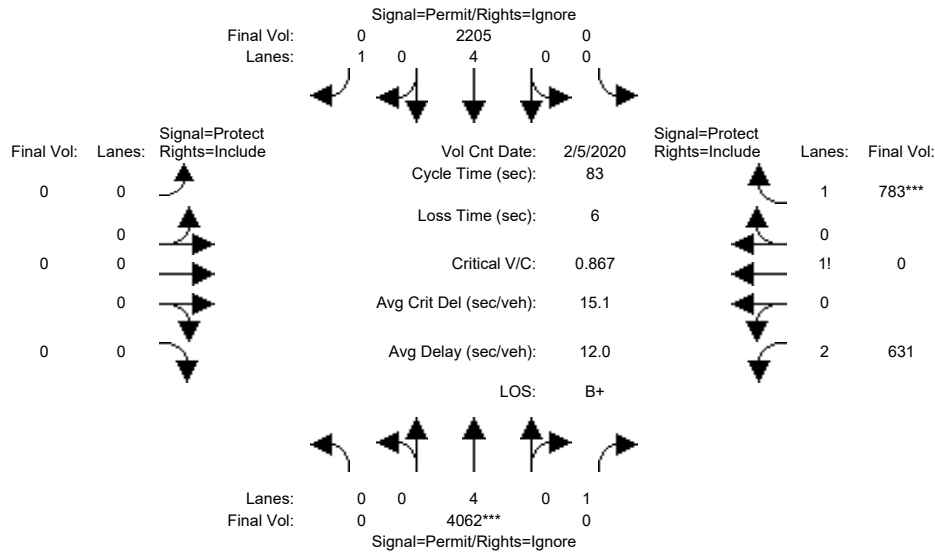 Signal=Permit/Rights=Ignore
Final Vol: 0 2205 0
Lanes: 1 0 4 0 0
Signal=Protect
Final Vol: Lanes: Rights=Include
Vol Cnt Date: 2/5/2020
Signal=Protect
Rights=Include Lanes: Final Vol:
Cycle Time (sec): 83
0 0
1 783***
Loss Time (sec): 6
0
0
0 0
Critical V/C: 0.867
1! 0
0
Avg Crit Del (sec/veh): 15.1
0
0 0
Avg Delay (sec/veh): 12.0
2 631
LOS: B+
Lanes: 0 0 4 0 1
Final Vol: 0 4062*** 0
Signal=Permit/Rights=Ignore